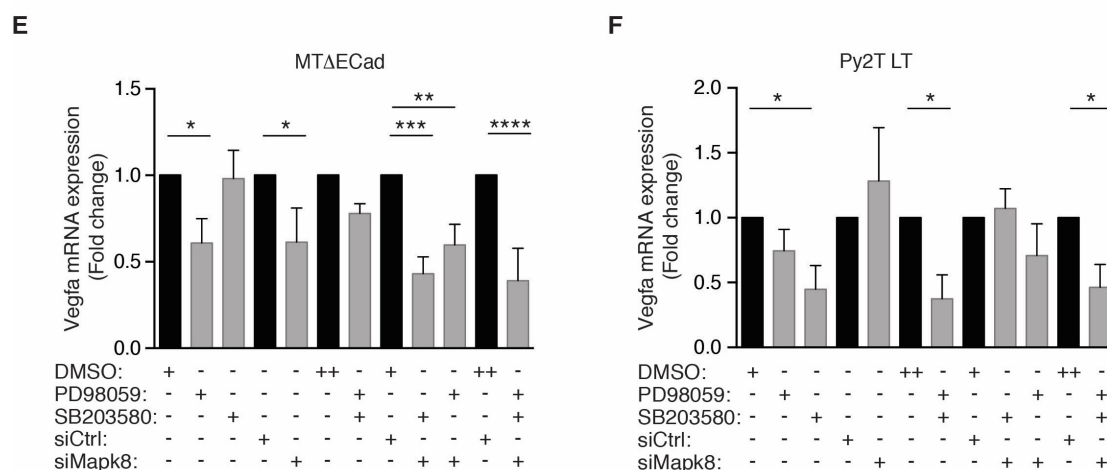 E
MTΔECad
Vegfa mRNA expression
(Fold change)
1.5
1.0
0.5
0.0
* * *** ** ****
DMSO: + - - - - ++ - + - - ++ -
PD98059: - + - - - - + - - + - +
SB203580: - - + - - - + - + - - +
siCtrl: - - - + - - - + - - + -
siMapk8: - - - - + - - - + + - +
F
Py2T LT
Vegfa mRNA expression
(Fold change)
2.0
1.5
1.0
0.5
0.0
* * *
DMSO: + - - - - ++ - + - - ++ -
PD98059: - + - - - - + - - + - +
SB203580: - - + - - - + - + - - +
siCtrl: - - - + - - - + - - + -
siMapk8: - - - - + - - - + + - +